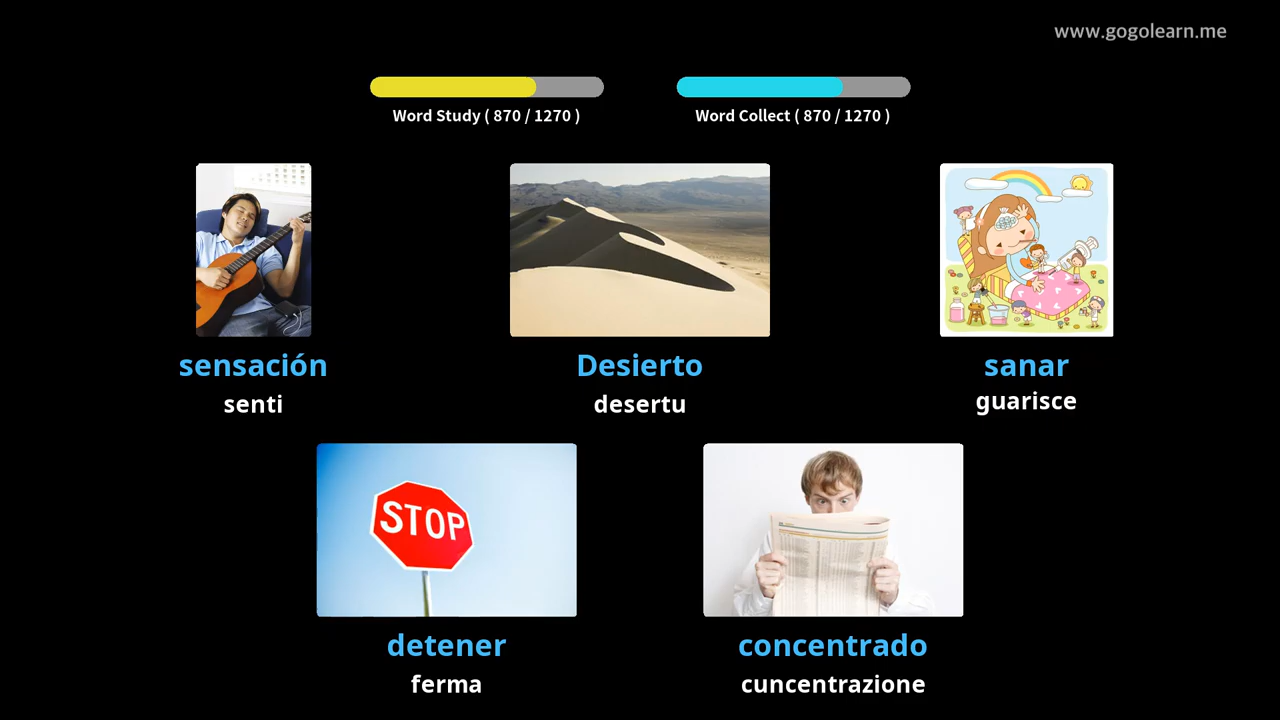 www.gogolearn.me
Word Study ( 870 / 1270 )
Word Collect ( 870 / 1270 )
sensación
senti
Desierto
desertu
sanar
guarisce
STOP
detener
ferma
concentrado
cuncentrazione